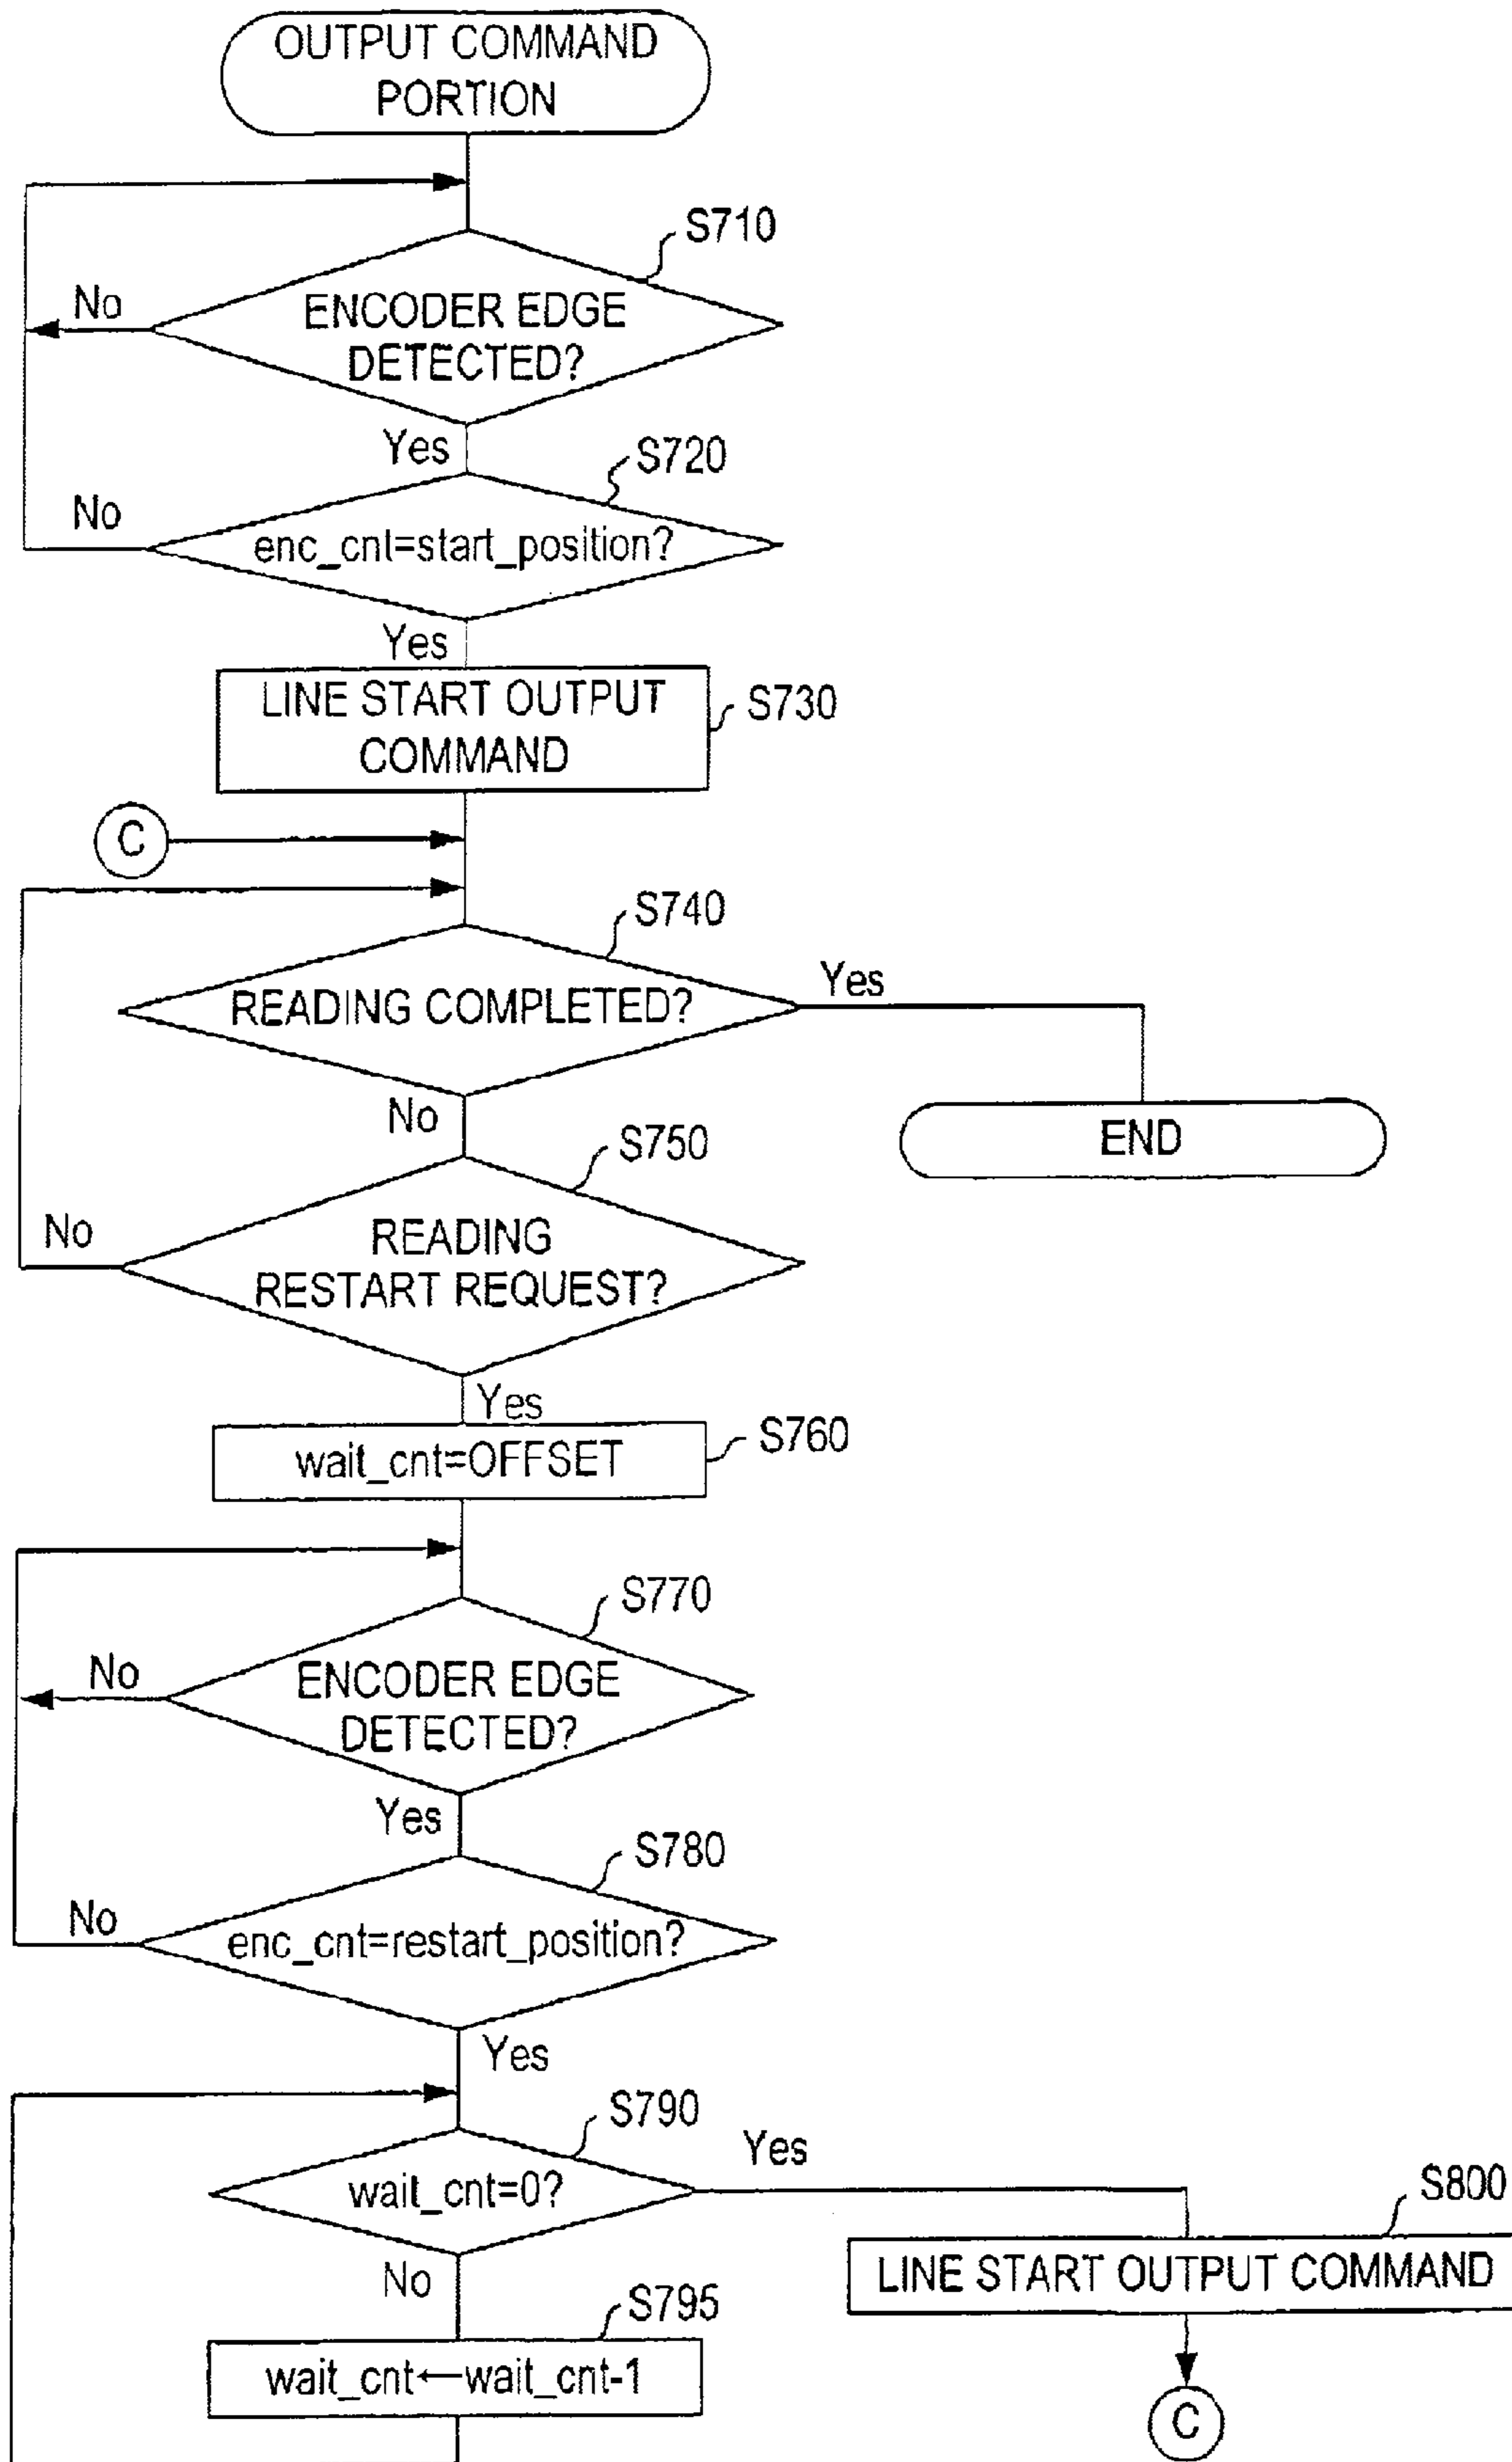 OUTPUT COMMAND
PORTION
S710
No
ENCODER EDGE
DETECTED?
Yes
S720
No
enc_cnt=start_position?
Yes
LINE START OUTPUT
COMMAND
S730
C
S740
Yes
READING COMPLETED?
No
END
S750
No
READING
RESTART REQUEST?
Yes
wait_cnt=OFFSET
S760
S770
No
ENCODER EDGE
DETECTED?
Yes
S780
No
enc_cnt=restart_position?
Yes
S790
Yes
wait_cnt=0?
S800
No
LINE START OUTPUT COMMAND
S795
wait_cnt←wait_cnt-1
C